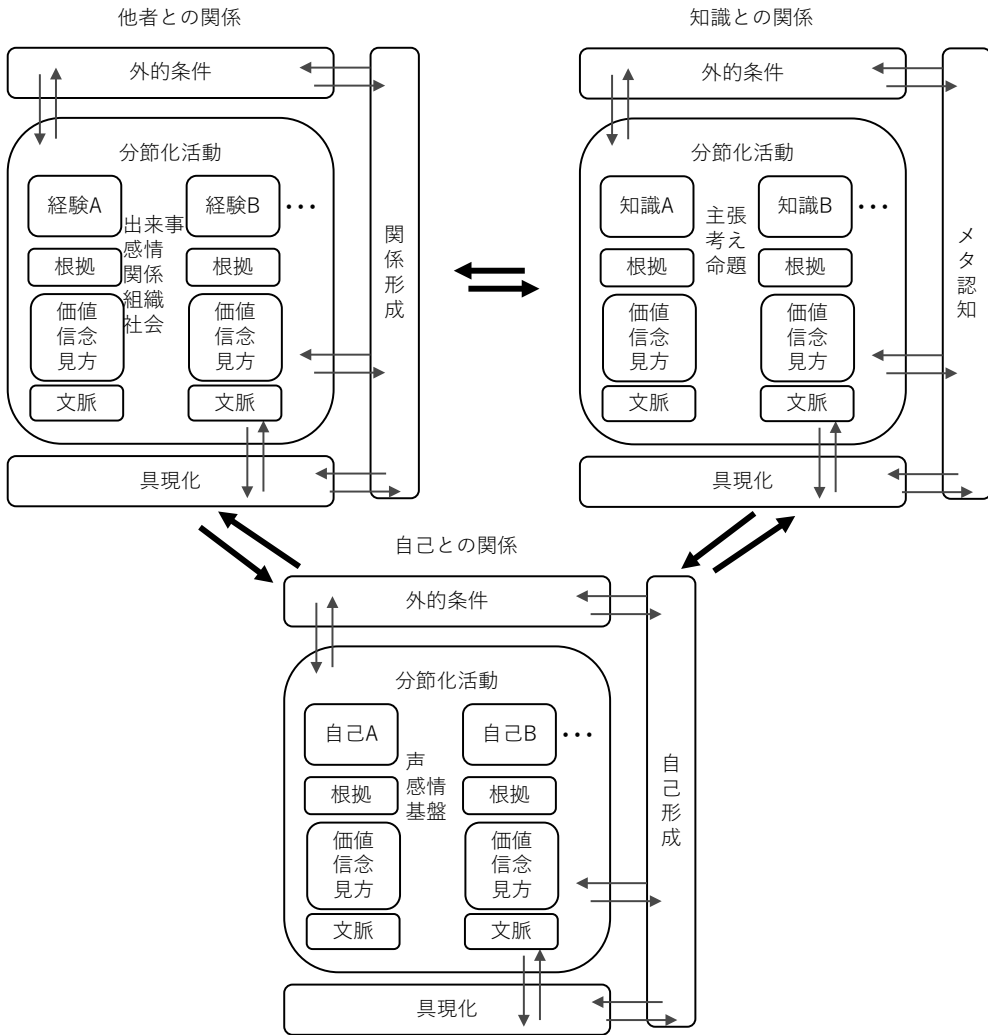 他者との関係
外的条件
分節化活動
経験A
経験B
…
出来事
感情
関係
組織
社会
根拠
根拠
価値
信念
見方
価値
信念
見方
文脈
文脈
具現化
関係形成
知識との関係
外的条件
分節化活動
知識A
知識B
…
主張
考え
命題
根拠
根拠
価値
信念
見方
価値
信念
見方
文脈
文脈
具現化
メタ認知
自己との関係
外的条件
分節化活動
自己A
自己B
…
声
感情
基盤
根拠
根拠
価値
信念
見方
価値
信念
見方
文脈
文脈
具現化
自己形成